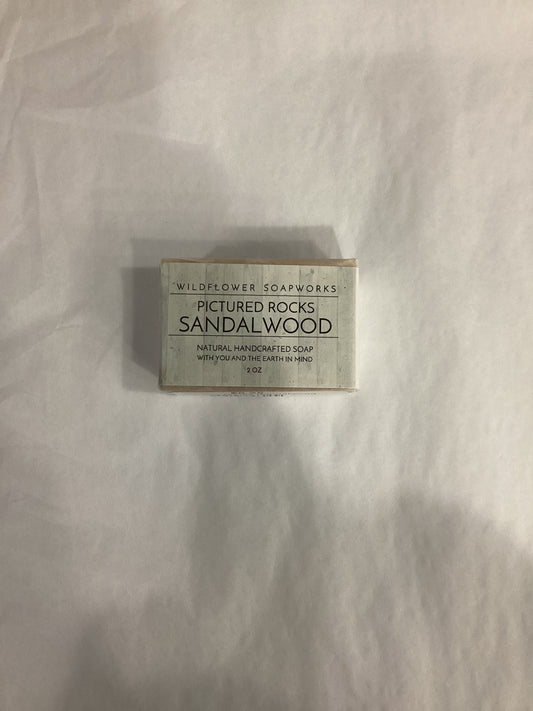 WILDFLOWER SOAPWORKS
PICTURED ROCKS
SANDALWOOD
NATURAL HANDCRAFTED SOAP
WITH YOU AND THE EARTH IN MIND
2 OZ